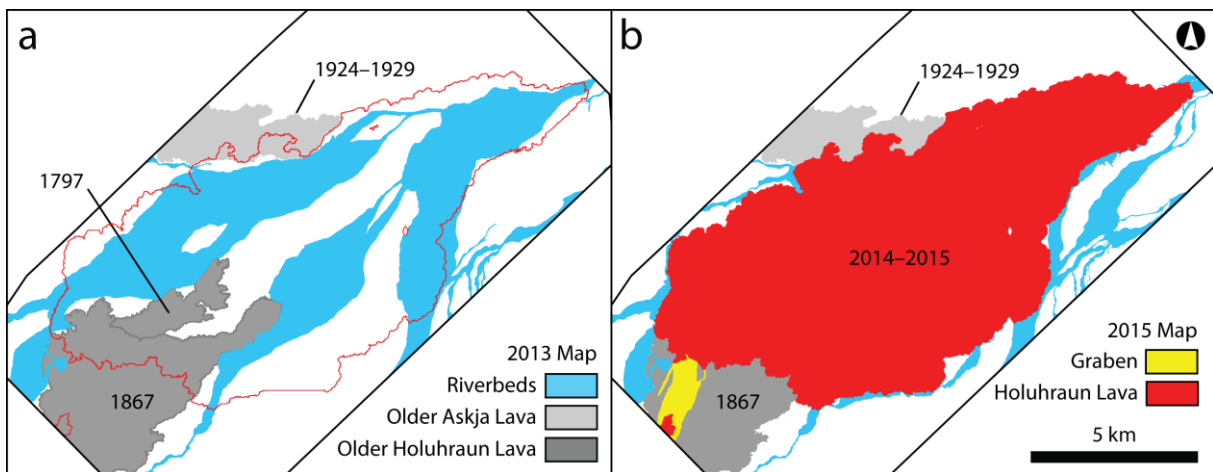 a
1924–1929
1797
1867
2013 Map
Riverbeds
Older Askja Lava
Older Holuhraun Lava
b
1924–1929
2014–2015
1867
2015 Map
Graben
Holuhraun Lava
5 km